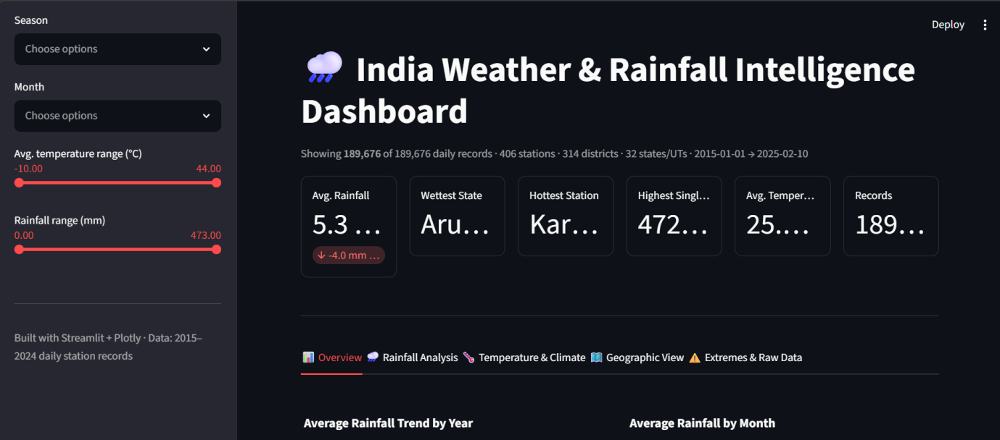 Season
Choose options
Month
Choose options
Avg. temperature range (°C)
-10.00 44.00
Rainfall range (mm)
0.00 473.00
Built with Streamlit + Plotly · Data: 2015–
2024 daily station records
Deploy
🌧️ India Weather & Rainfall Intelligence
Dashboard
Showing 189,676 of 189,676 daily records · 406 stations · 314 districts · 32 states/UTs · 2015-01-01 → 2025-02-10
Avg. Rainfall
5.3 …
↓ -4.0 mm …
Wettest State
Aru…
Hottest Station
Kar…
Highest Singl…
472…
Avg. Temper…
25.…
Records
189…
📊 Overview 🌧️ Rainfall Analysis 🌡️ Temperature & Climate 🗺️ Geographic View ⚠️ Extremes & Raw Data
Average Rainfall Trend by Year
Average Rainfall by Month